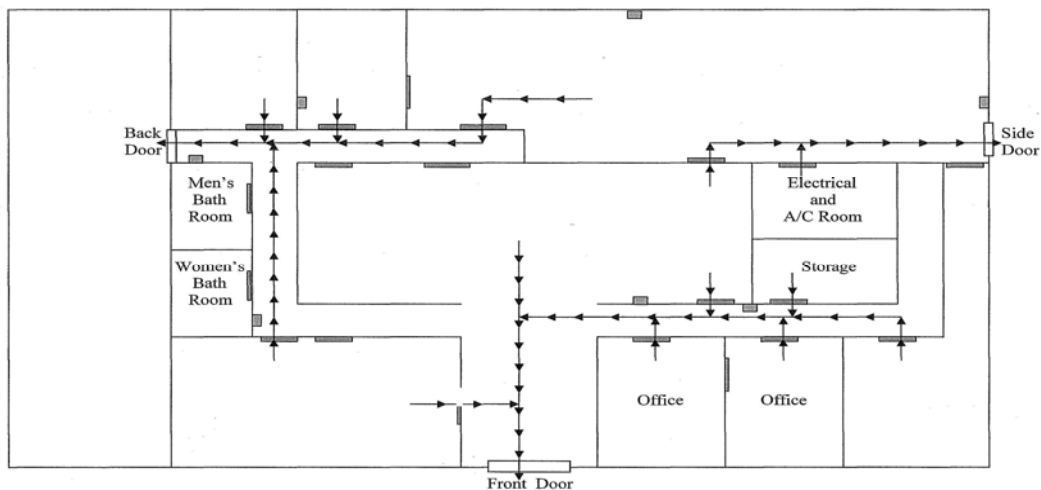 Back
Door
Side
Door
Men's
Bath
Room
Electrical
and
A/C Room
Women's
Bath
Room
Storage
Office
Office
Front Door